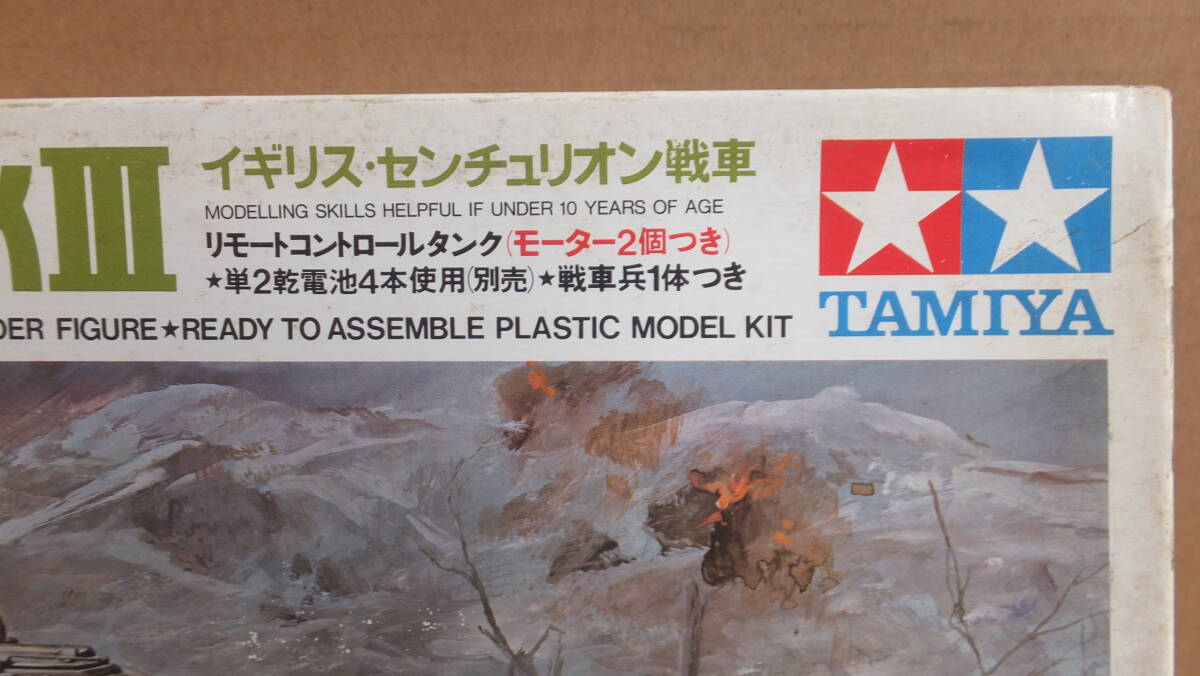 III
イギリス・センチュリオン戦車
MODELLING SKILLS HELPFUL IF UNDER 10 YEARS OF AGE
リモートコントロールタンク(モーター2個つき)
★単2乾電池4本使用(別売)★戦車兵1体つき
FIGURE★READY TO ASSEMBLE PLASTIC MODEL KIT
TAMIYA